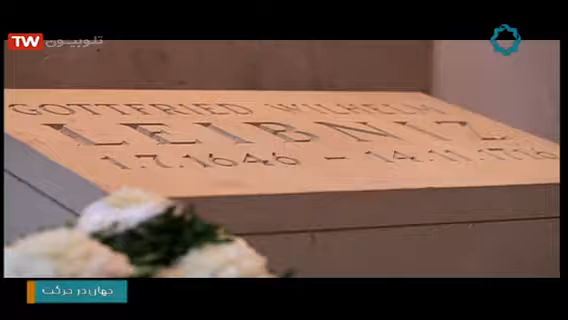 TW تلوبیون
GOTTFRIED WILHELM
LEIBNIZ
1.7.1646 – 14.11.1716
جهان در حرکت